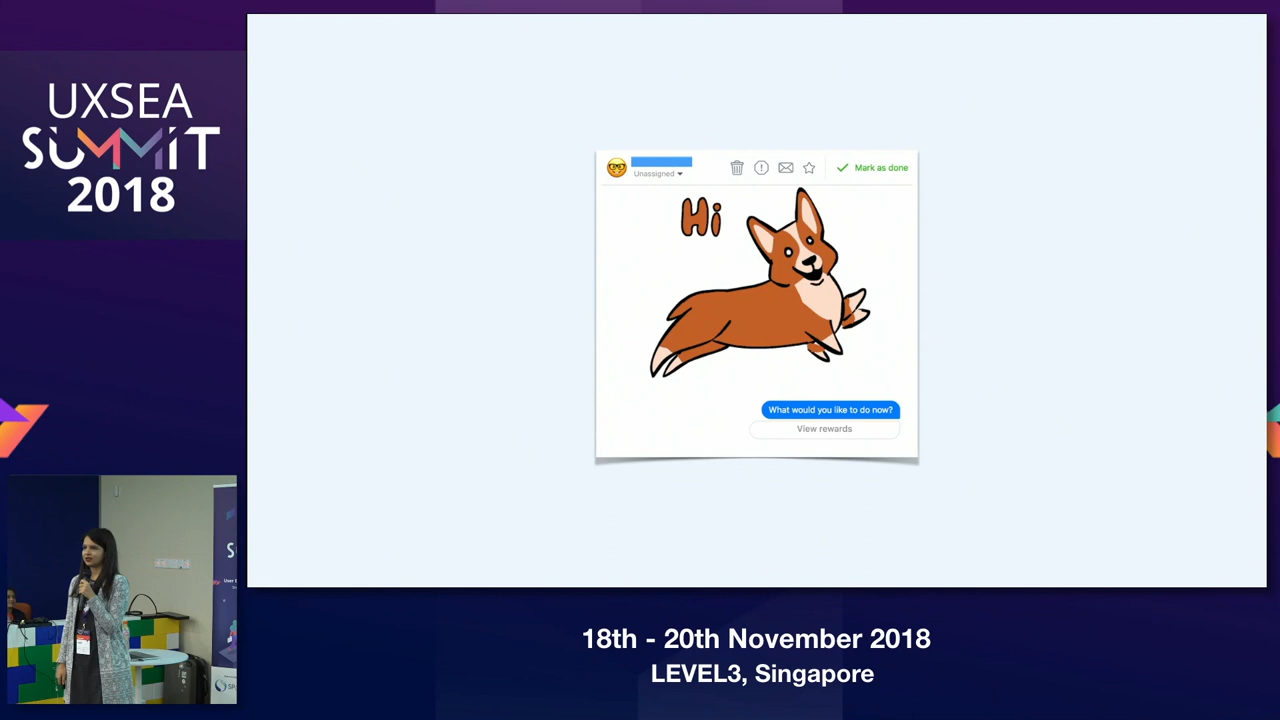 UXSEA
SUMMIT
2018
Unassigned
Mark as done
Hi
What would you like to do now?
View rewards
18th - 20th November 2018
LEVEL3, Singapore